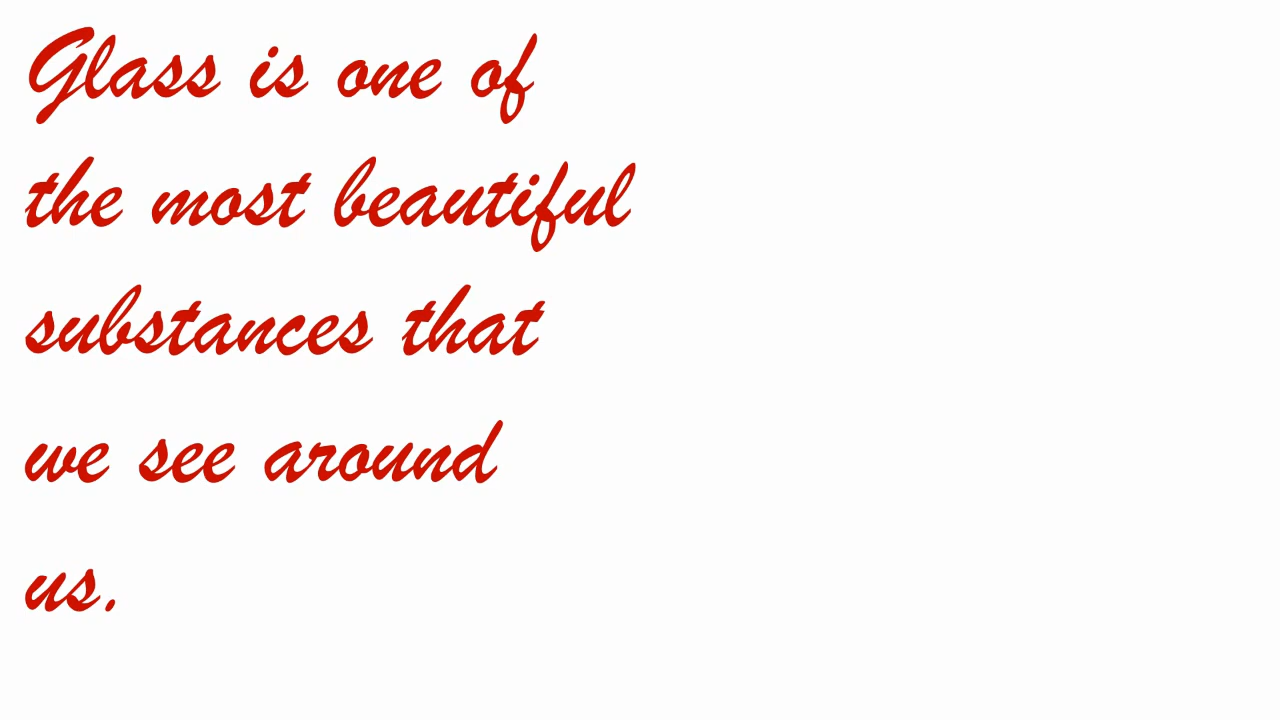 Glass is one of
the most beautiful
substances that
we see around
us.